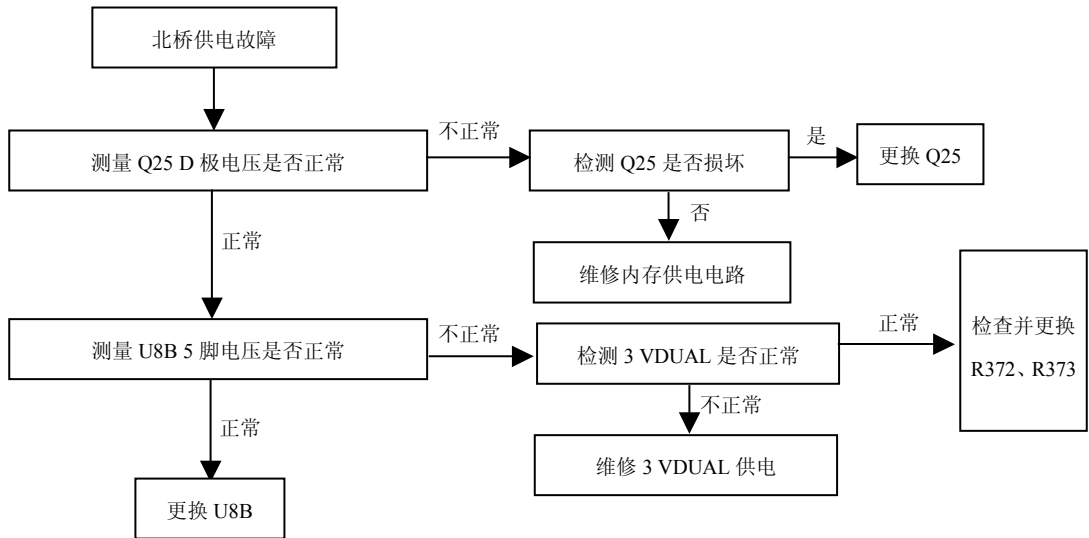 北桥供电故障
测量 Q25 D 极电压是否正常
不正常
检测 Q25 是否损坏
是
更换 Q25
否
维修内存供电电路
正常
测量 U8B 5 脚电压是否正常
不正常
检测 3 VDUAL 是否正常
正常
检查并更换
R372、R373
不正常
维修 3 VDUAL 供电
正常
更换 U8B